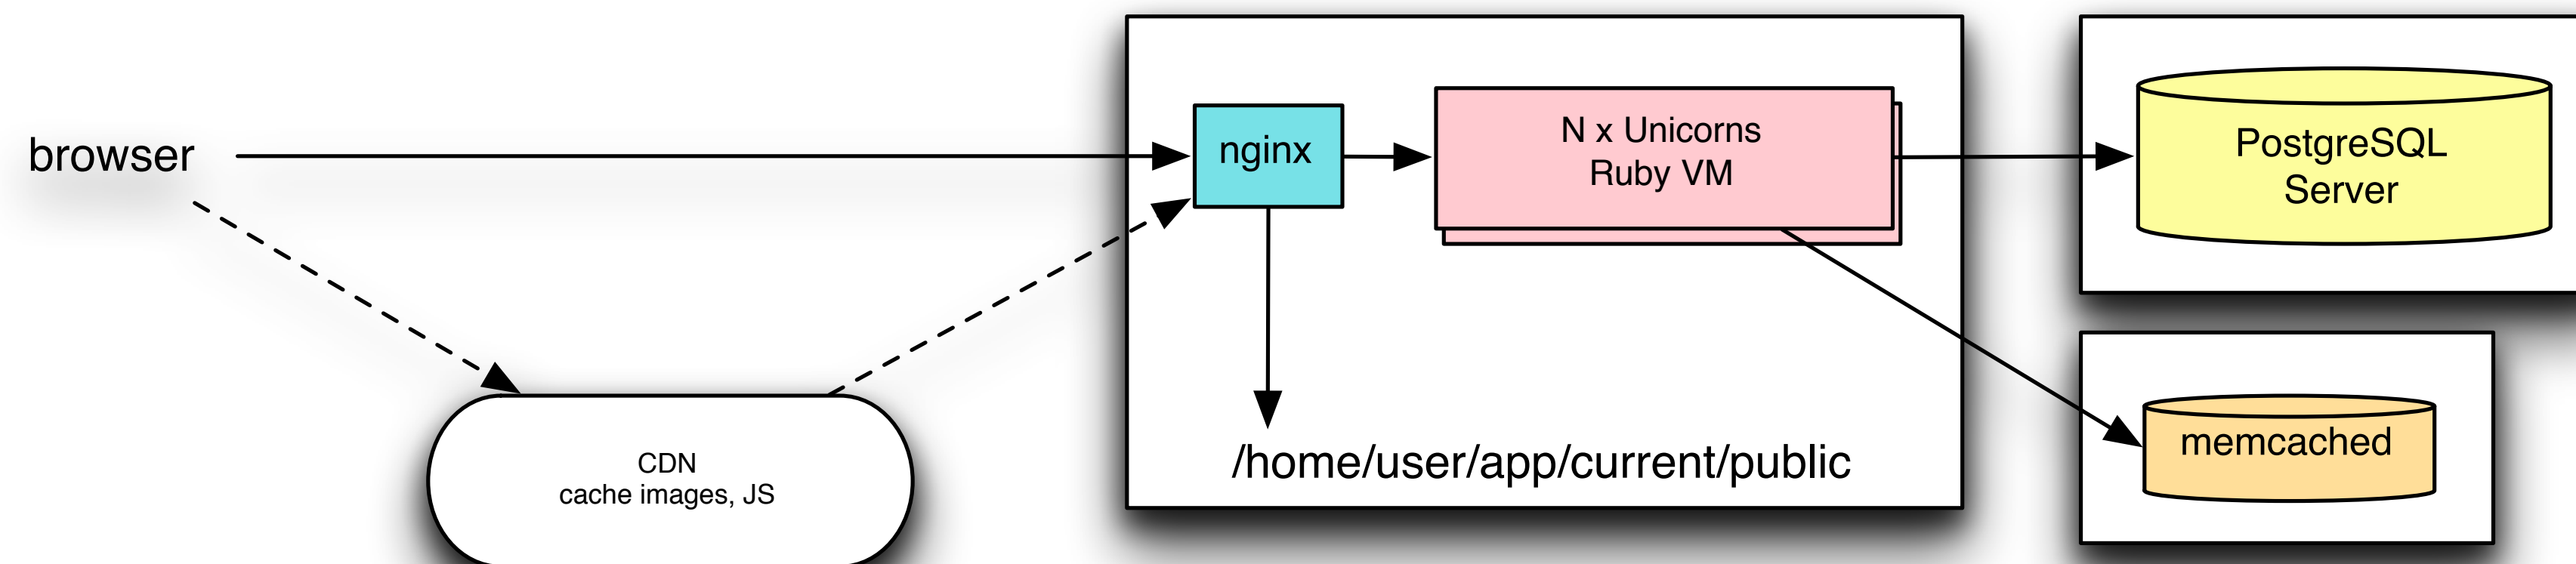 browser
nginx
N x Unicorns
Ruby VM
PostgreSQL
Server
CDN
cache images, JS
/home/user/app/current/public
memcached